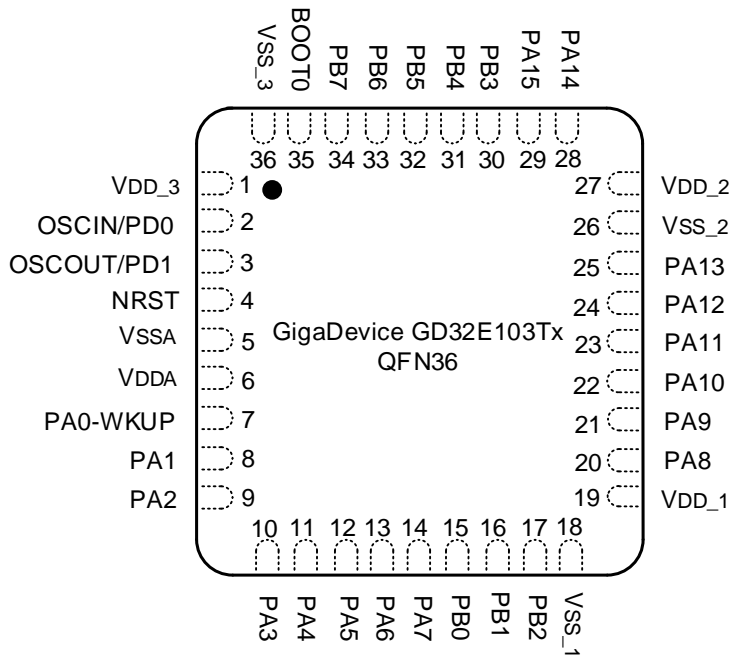 VSS_3
BOOT0
PB7
PB6
PB5
PB4
PB3
PA15
PA14
36 35 34 33 32 31 30 29 28
VDD_3 1
OSCIN/PD0 2
OSCOUT/PD1 3
NRST 4
VSSA 5
VDDA 6
PA0-WKUP 7
PA1 8
PA2 9
GigaDevice GD32E103Tx
QFN36
27 VDD_2
26 VSS_2
25 PA13
24 PA12
23 PA11
22 PA10
21 PA9
20 PA8
19 VDD_1
10 11 12 13 14 15 16 17 18
PA3
PA4
PA5
PA6
PA7
PB0
PB1
PB2
VSS_1